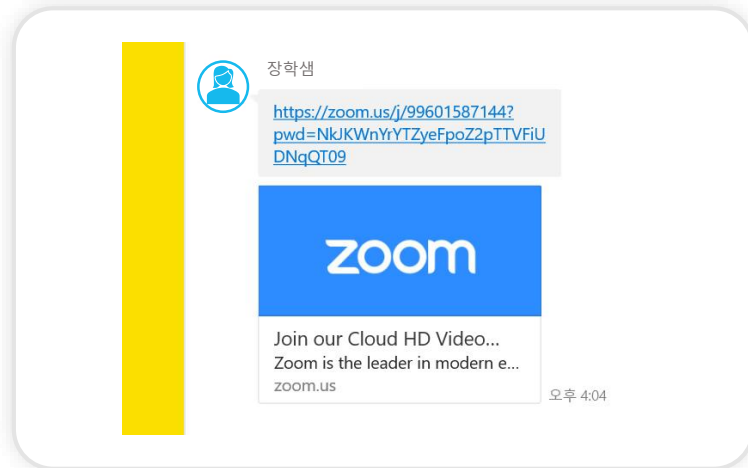 장학샘
https://zoom.us/j/99601587144?
pwd=NkJKWnYrYTZyeFpoZ2pTTVFiU
DNqQT09
zoom
Join our Cloud HD Video...
Zoom is the leader in modern e...
zoom.us
오후 4:04